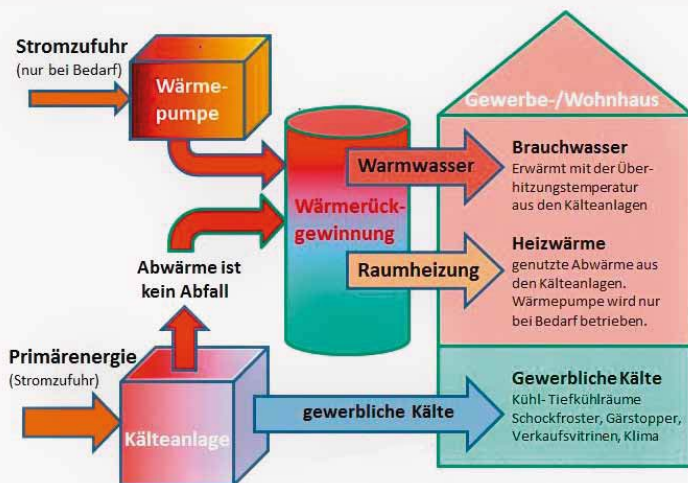 Stromzufuhr
(nur bei Bedarf)
Wärme-
pumpe
Gewerbe-/Wohnhaus
Warmwasser
Brauchwasser
Erwärmt mit der Über-
hitzungstemperatur
aus den Kälteanlagen
Wärmerück-
gewinnung
Abwärme ist
kein Abfall
Raumheizung
Heizwärme
genutzte Abwärme aus
den Kälteanlagen.
Wärmepumpe wird nur
bei Bedarf betrieben.
Primärenergie
(Stromzufuhr)
Kälteanlage
gewerbliche Kälte
Gewerbliche Kälte
Kühl- Tiefkühlräume
Schockfroster, Gärstopper,
Verkaufsvitrinen, Klima